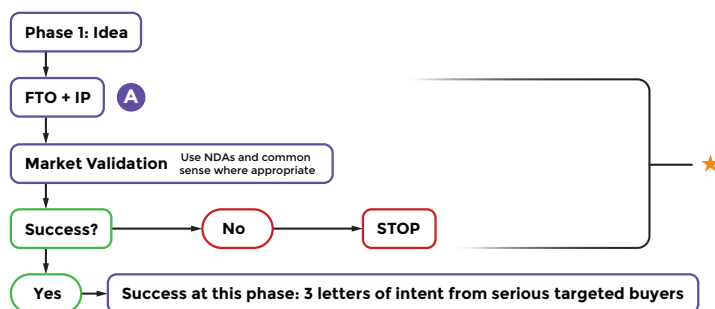 Phase 1: Idea
FTO + IP
A
Market Validation
Use NDAs and common
sense where appropriate
Success?
No
STOP
Yes
Success at this phase: 3 letters of intent from serious targeted buyers